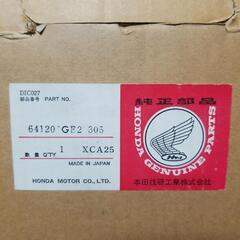 DIC027
部品番号 PART NO.
64120 GE2 305
数量 Q'TY 1 XCA25
MADE IN JAPAN
HONDA MOTOR CO., LTD.
純正部品
HONDA GENUINE PARTS
本田技研工業株式会社